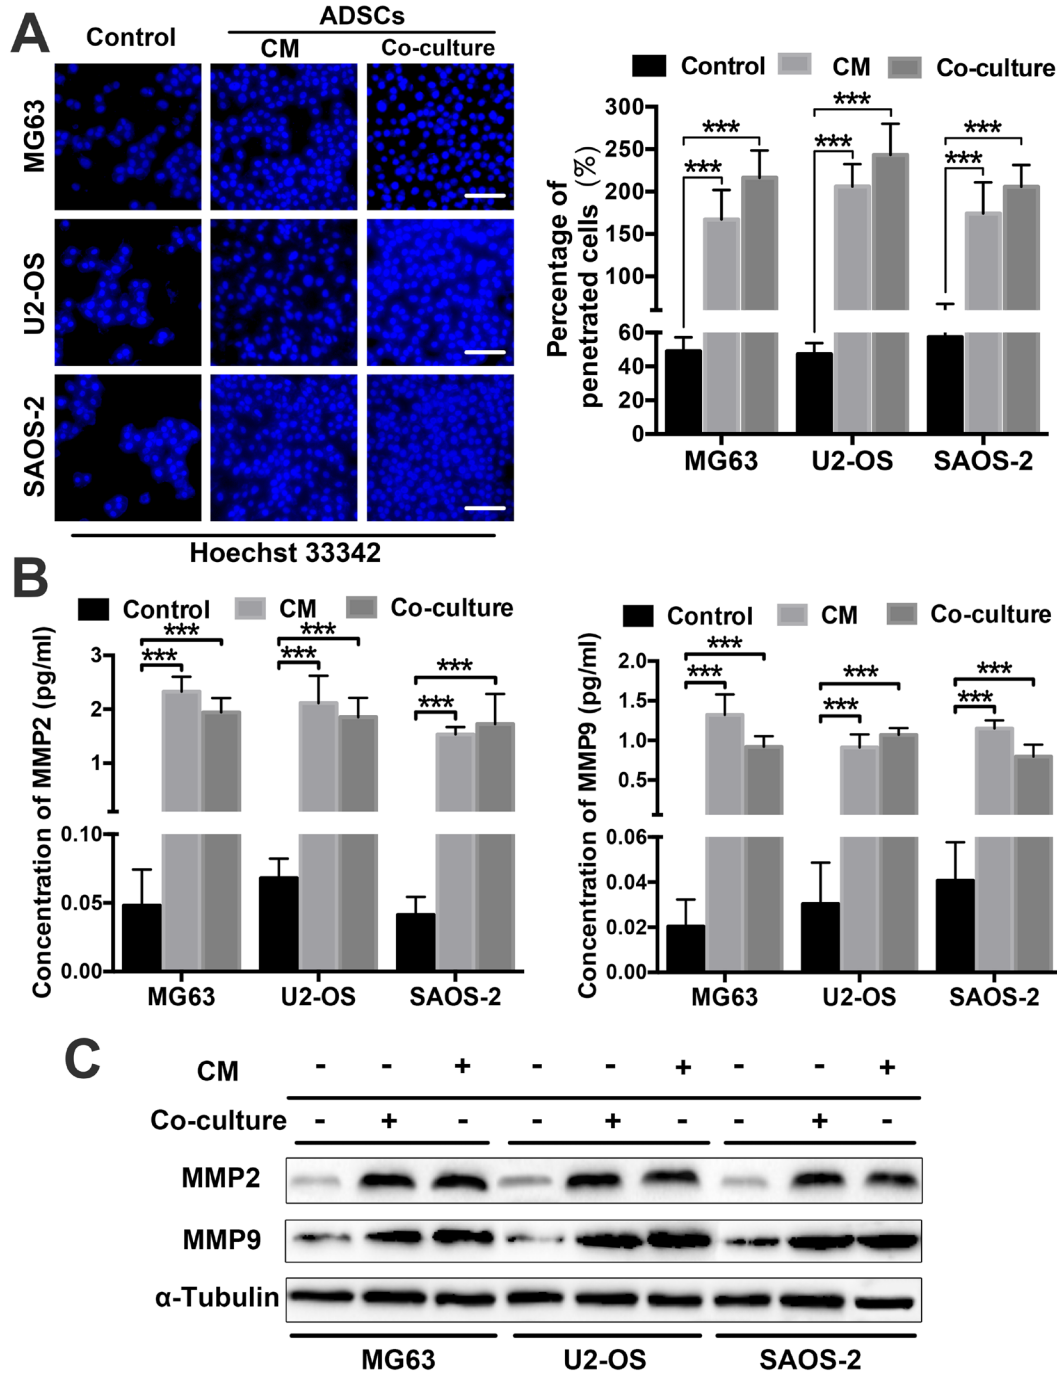 A
Control
ADSCs
CM
Co-culture
MG63
U2-OS
SAOS-2
Hoechst 33342
Control
CM
Co-culture
Percentage of
penetrated cells (%)
300
250
200
150
100
60
40
20
0
***
***
***
***
***
***
MG63
U2-OS
SAOS-2
B
Control
CM
Co-culture
Concentration of MMP2 (pg/ml)
3
2
1
0.10
0.05
0.00
***
***
***
***
***
***
MG63
U2-OS
SAOS-2
Control
CM
Co-culture
Concentration of MMP9 (pg/ml)
2.0
1.5
1.0
0.5
0.06
0.04
0.02
0.00
***
***
***
***
***
***
MG63
U2-OS
SAOS-2
C
CM - - + - - + - - +
Co-culture - + - - + - - + -
MMP2
MMP9
α-Tubulin
MG63
U2-OS
SAOS-2